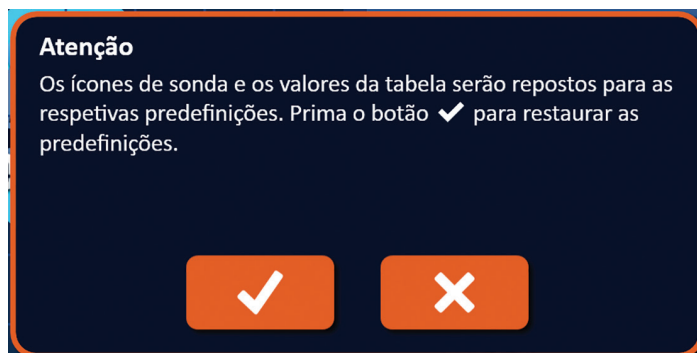 Atenção
Os ícones de sonda e os valores da tabela serão repostos para as
respetivas predefinições. Prima o botão ✔ para restaurar as
predefinições.